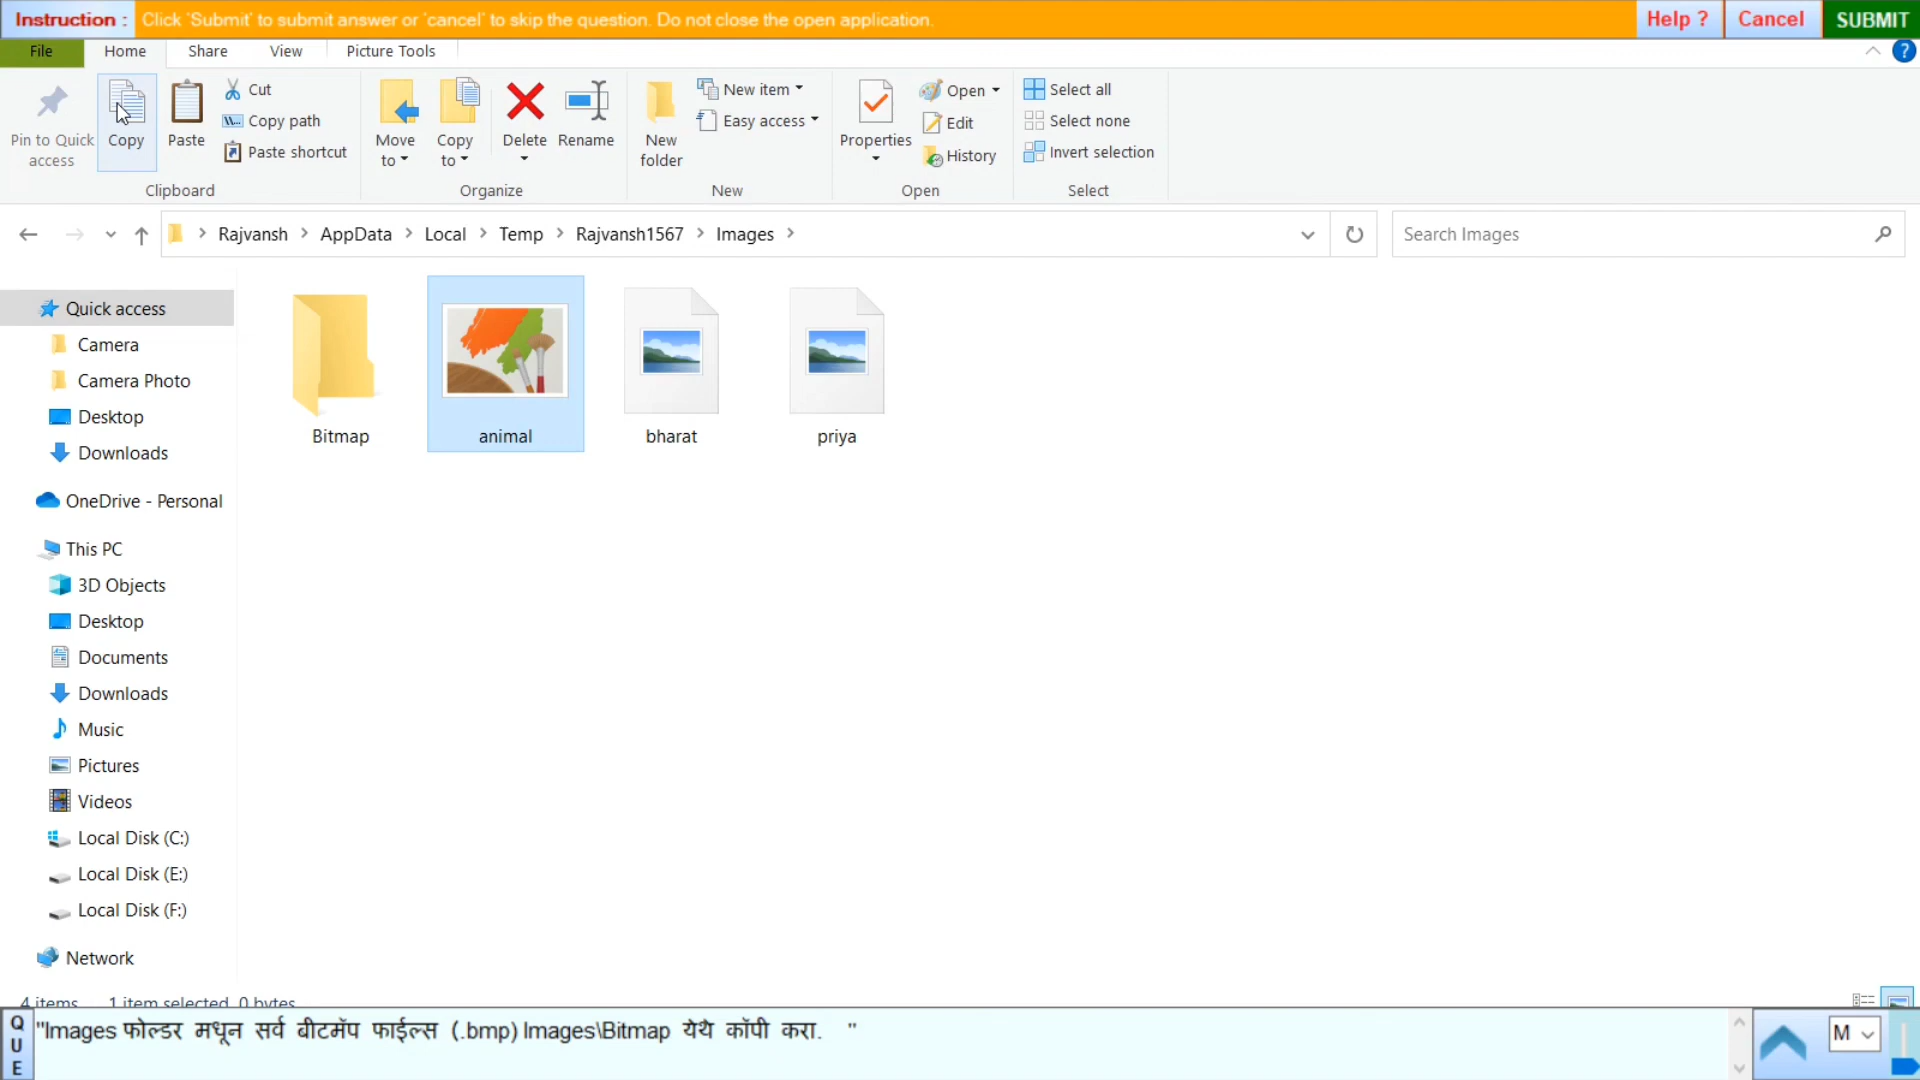 Instruction : Click 'Submit' to submit answer or 'cancel' to skip the question. Do not close the open application. Help ? Cancel SUBMIT
File Home Share View Picture Tools
Pin to Quick access
Copy
Paste
Cut
Copy path
Paste shortcut
Move to
Copy to
Delete
Rename
New folder
New item
Easy access
Properties
Open
Edit
History
Select all
Select none
Invert selection
Clipboard Organize New Open Select
Rajvansh > AppData > Local > Temp > Rajvansh1567 > Images >
Search Images
Quick access
Camera
Camera Photo
Desktop
Downloads
OneDrive - Personal
This PC
3D Objects
Desktop
Documents
Downloads
Music
Pictures
Videos
Local Disk (C:)
Local Disk (E:)
Local Disk (F:)
Network
Bitmap animal bharat priya
4 items 1 item selected 0 bytes
QUE
"Images फोल्डर मधून सर्व बीटमॅप फाईल्स (.bmp) Images\Bitmap येथे कॉपी करा. "
M